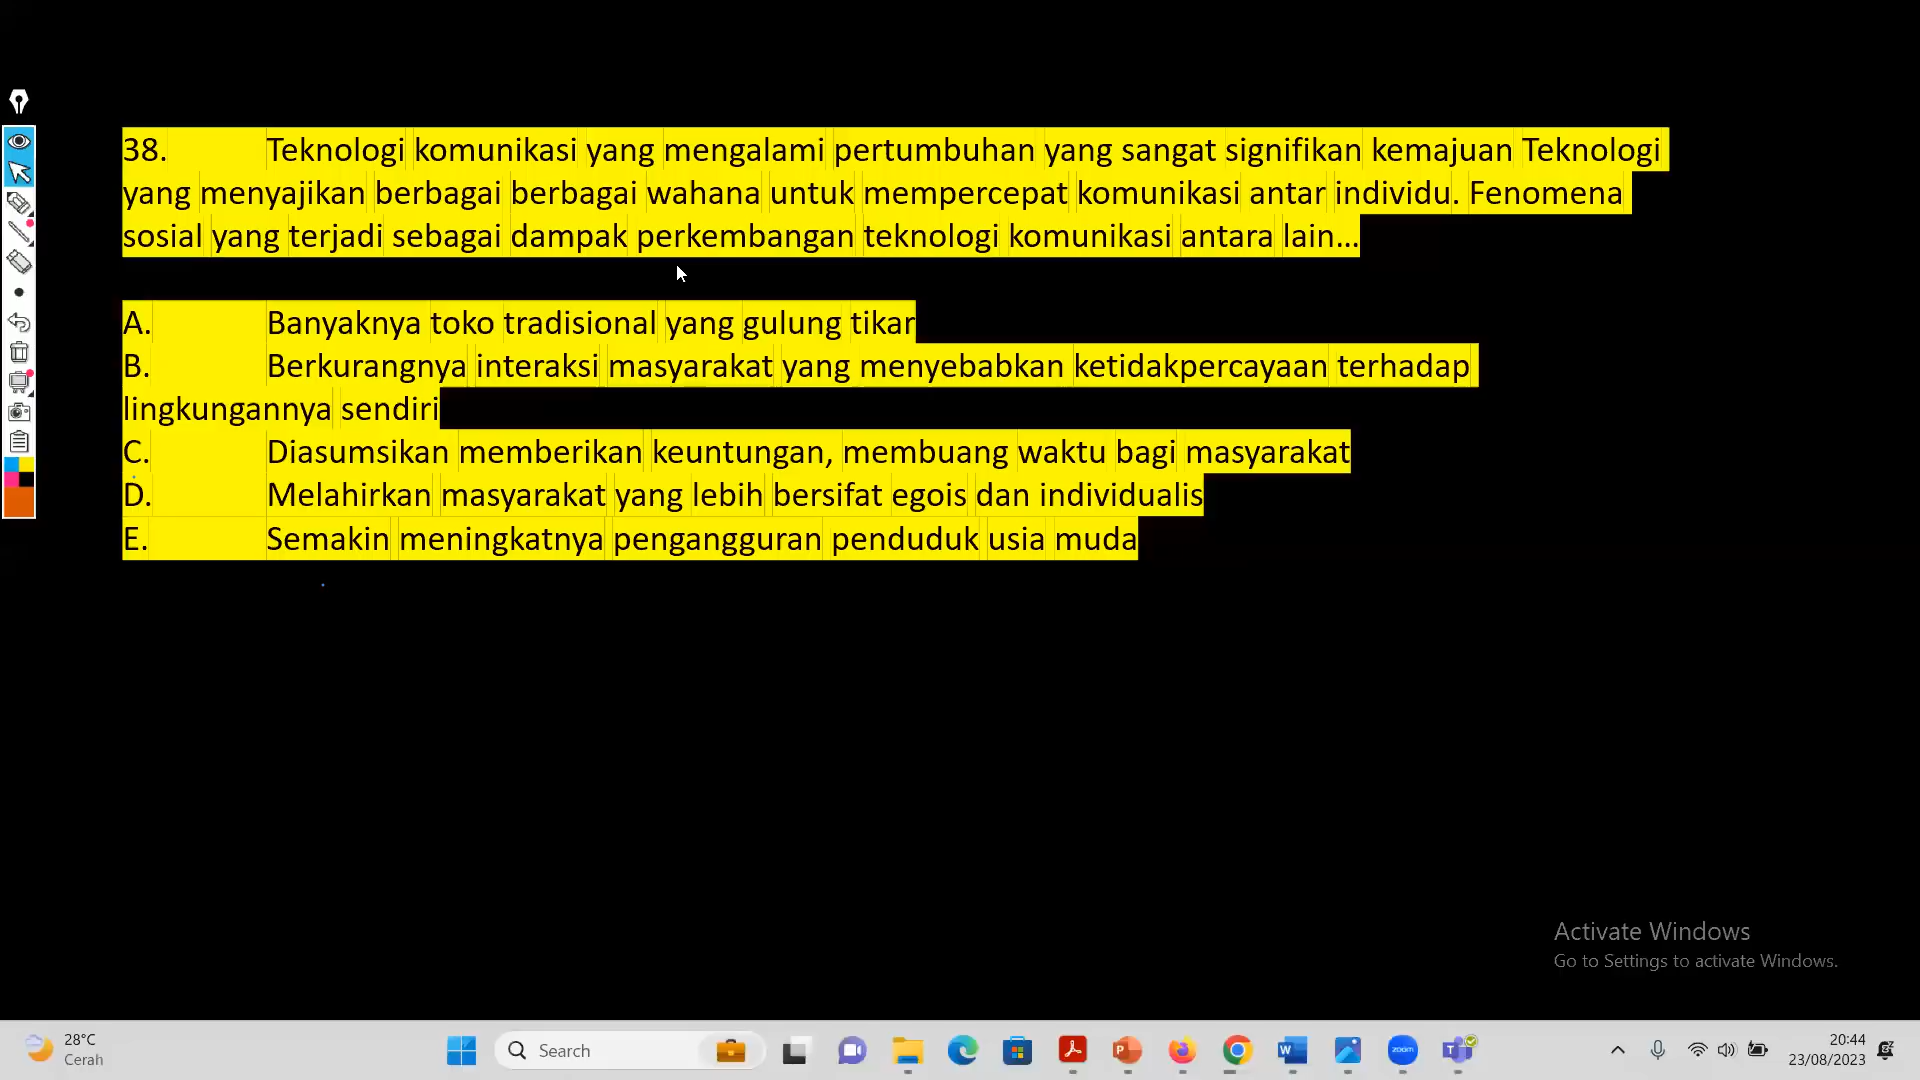 38. Teknologi komunikasi yang mengalami pertumbuhan yang sangat signifikan kemajuan Teknologi
yang menyajikan berbagai berbagai wahana untuk mempercepat komunikasi antar individu. Fenomena
sosial yang terjadi sebagai dampak perkembangan teknologi komunikasi antara lain...
A. Banyaknya toko tradisional yang gulung tikar
B. Berkurangnya interaksi masyarakat yang menyebabkan ketidakpercayaan terhadap
lingkungannya sendiri
C. Diasumsikan memberikan keuntungan, membuang waktu bagi masyarakat
D. Melahirkan masyarakat yang lebih bersifat egois dan individualis
E. Semakin meningkatnya pengangguran penduduk usia muda
Activate Windows
Go to Settings to activate Windows.
28°C
Cerah
Search
zoom
20:44
23/08/2023